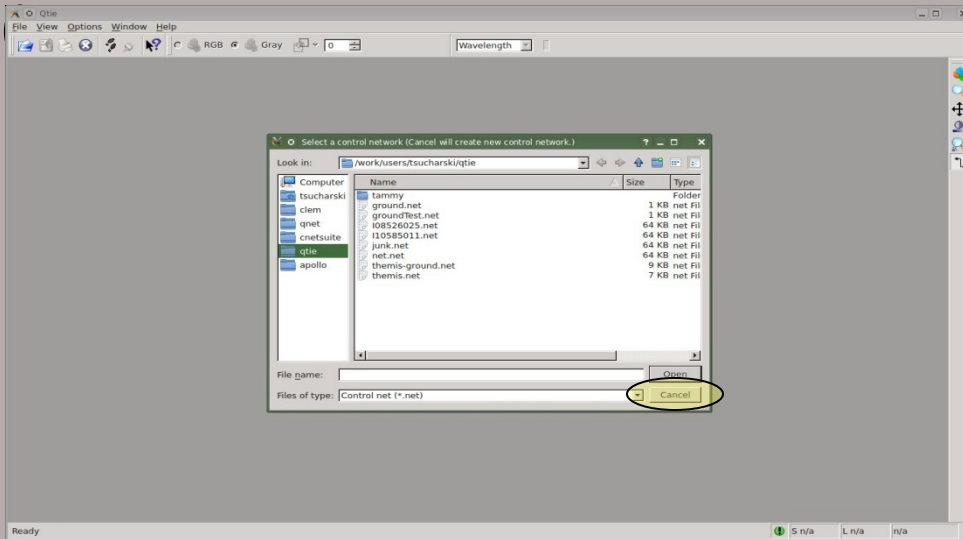 Qtie
File View Options Window Help
RGB Gray 0 Wavelength
Select a control network (Cancel will create new control network.)
Look in: /work/users/tsucharski/qtie
Computer
tsucharski
clem
qnet
cnetsuite
qtie
apollo
Name Size Type
tammy Folder
ground.net 1 KB net Fil
groundTest.net 1 KB net Fil
I08526025.net 64 KB net Fil
I10585011.net 64 KB net Fil
junk.net 64 KB net Fil
net.net 64 KB net Fil
themis-ground.net 9 KB net Fil
themis.net 7 KB net Fil
File name: Open
Files of type: Control net (*.net) Cancel
Ready S n/a L n/a n/a